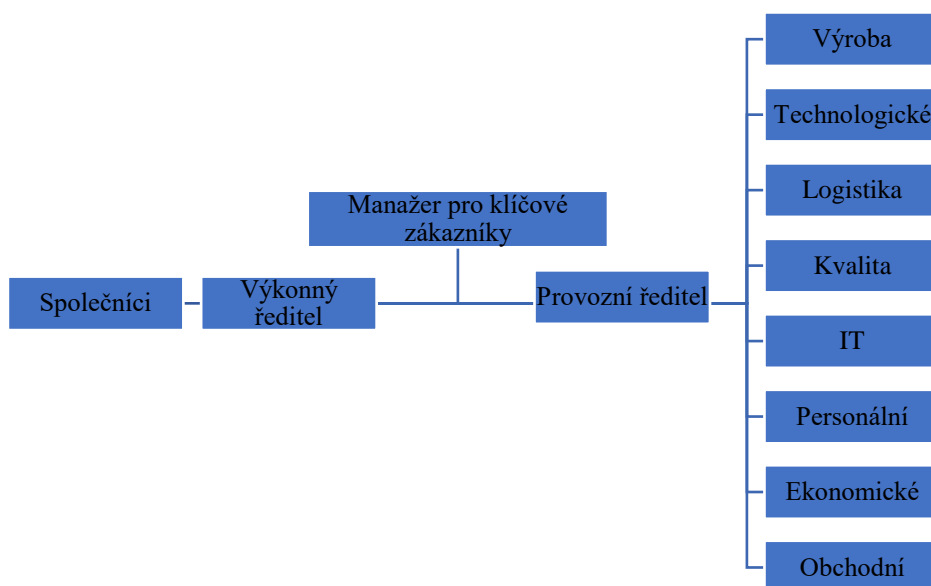 Společníci
Výkonný
ředitel
Manažer pro klíčové
zákazníky
Provozní ředitel
Výroba
Technologické
Logistika
Kvalita
IT
Personální
Ekonomické
Obchodní